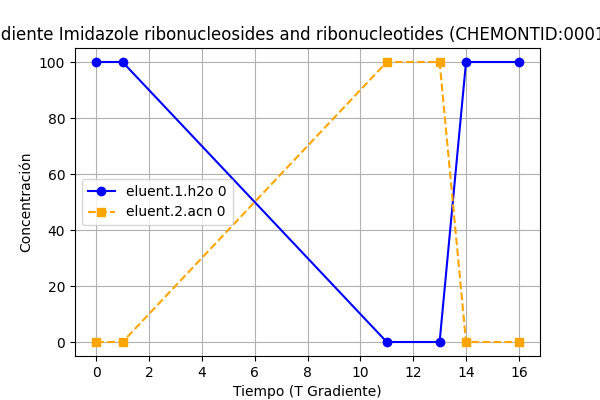 diente Imidazole ribonucleosides and ribonucleotides (CHEMONTID:0001
100
80
60
40
20
0
Concentración
eluent.1.h2o 0
eluent.2.acn 0
0 2 4 6 8 10 12 14 16
Tiempo (T Gradiente)